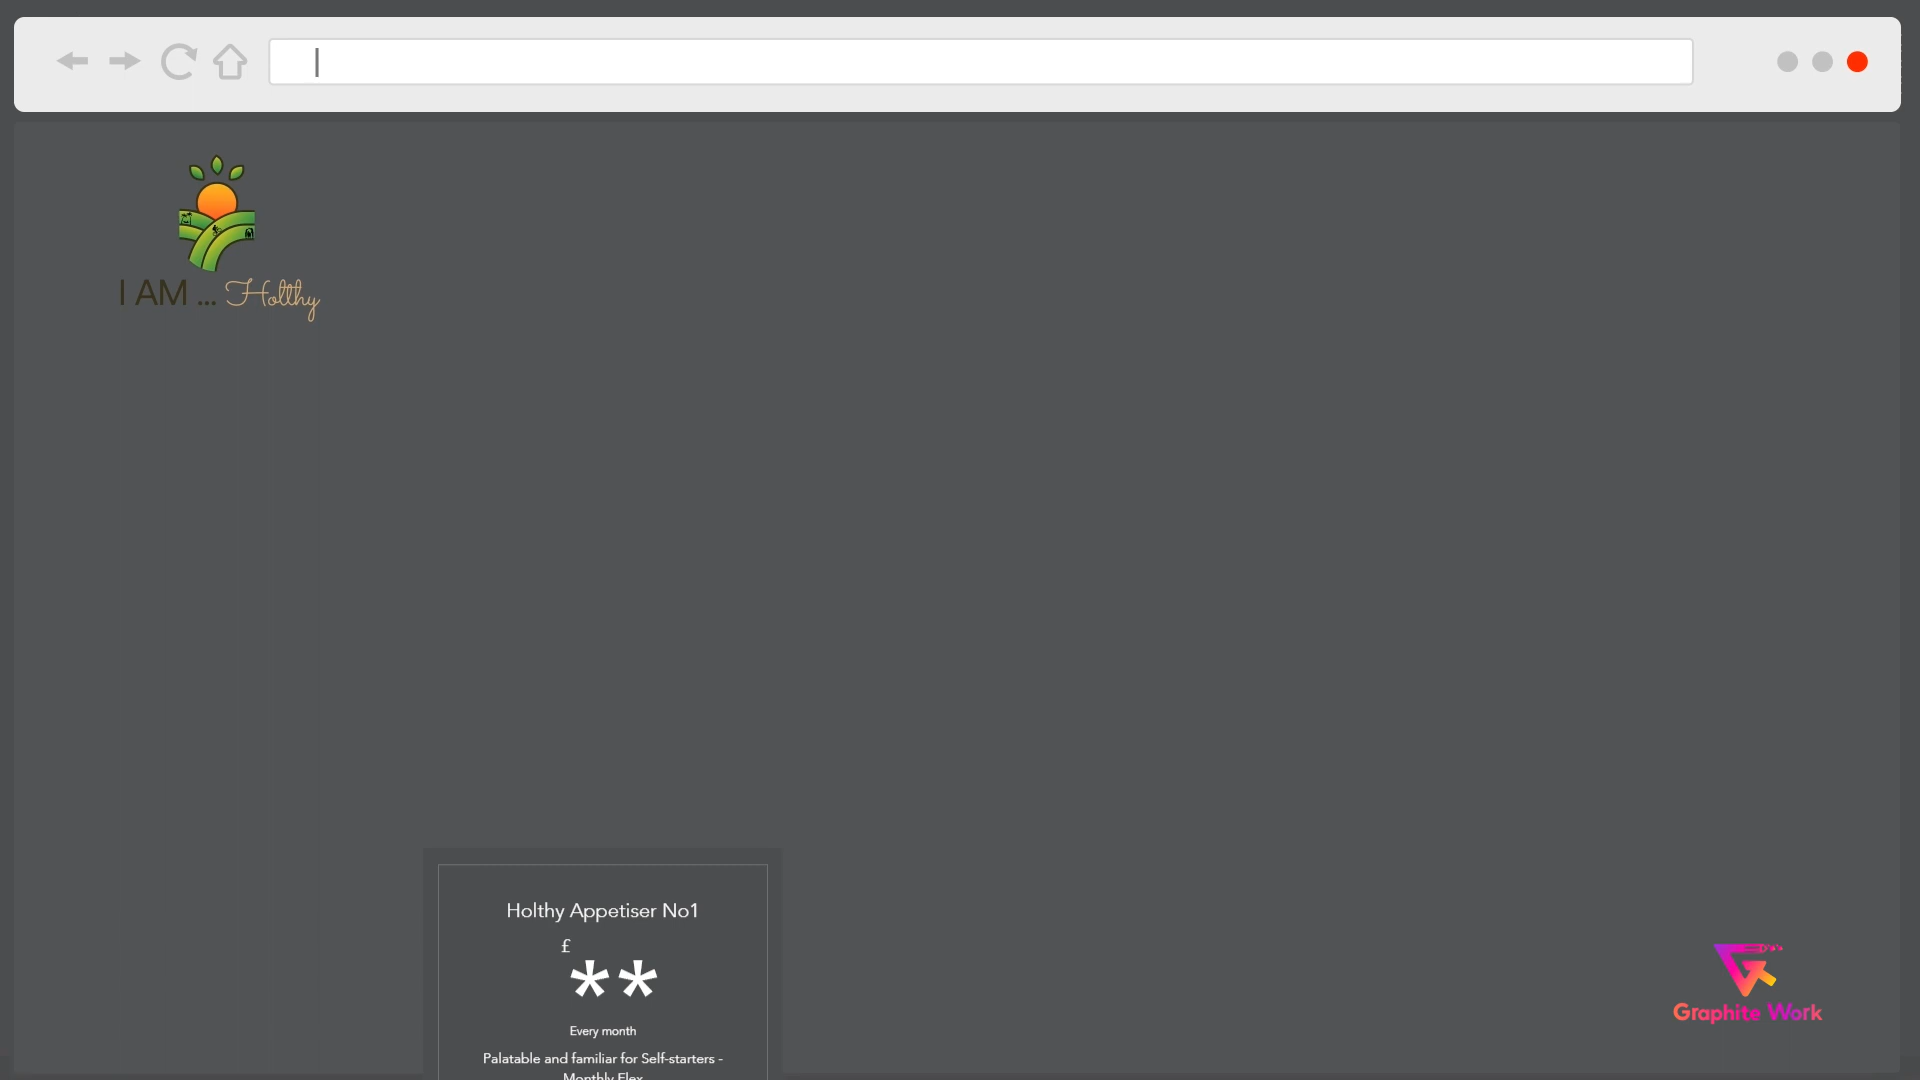 I AM ... Holthy
Holthy Appetiser No1
£
**
Every month
Palatable and familiar for Self-starters -
Monthly Flex
Graphite Work